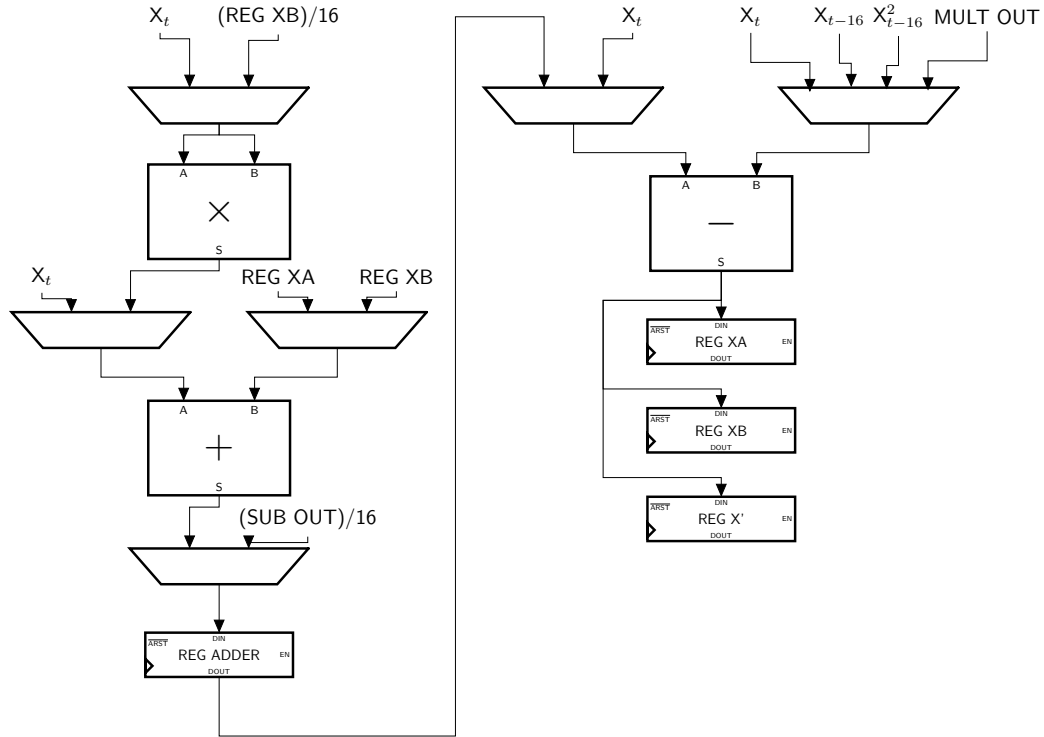 X_t
(REG XB)/16
A
B
×
S
X_t
REG XA
REG XB
A
B
+
S
(SUB OUT)/16
DIN
ARST
REG ADDER
EN
DOUT
X_t
X_t
X_{t−16}
X^2_{t−16}
MULT OUT
A
B
−
S
DIN
ARST
REG XA
EN
DOUT
DIN
ARST
REG XB
EN
DOUT
DIN
ARST
REG X'
EN
DOUT